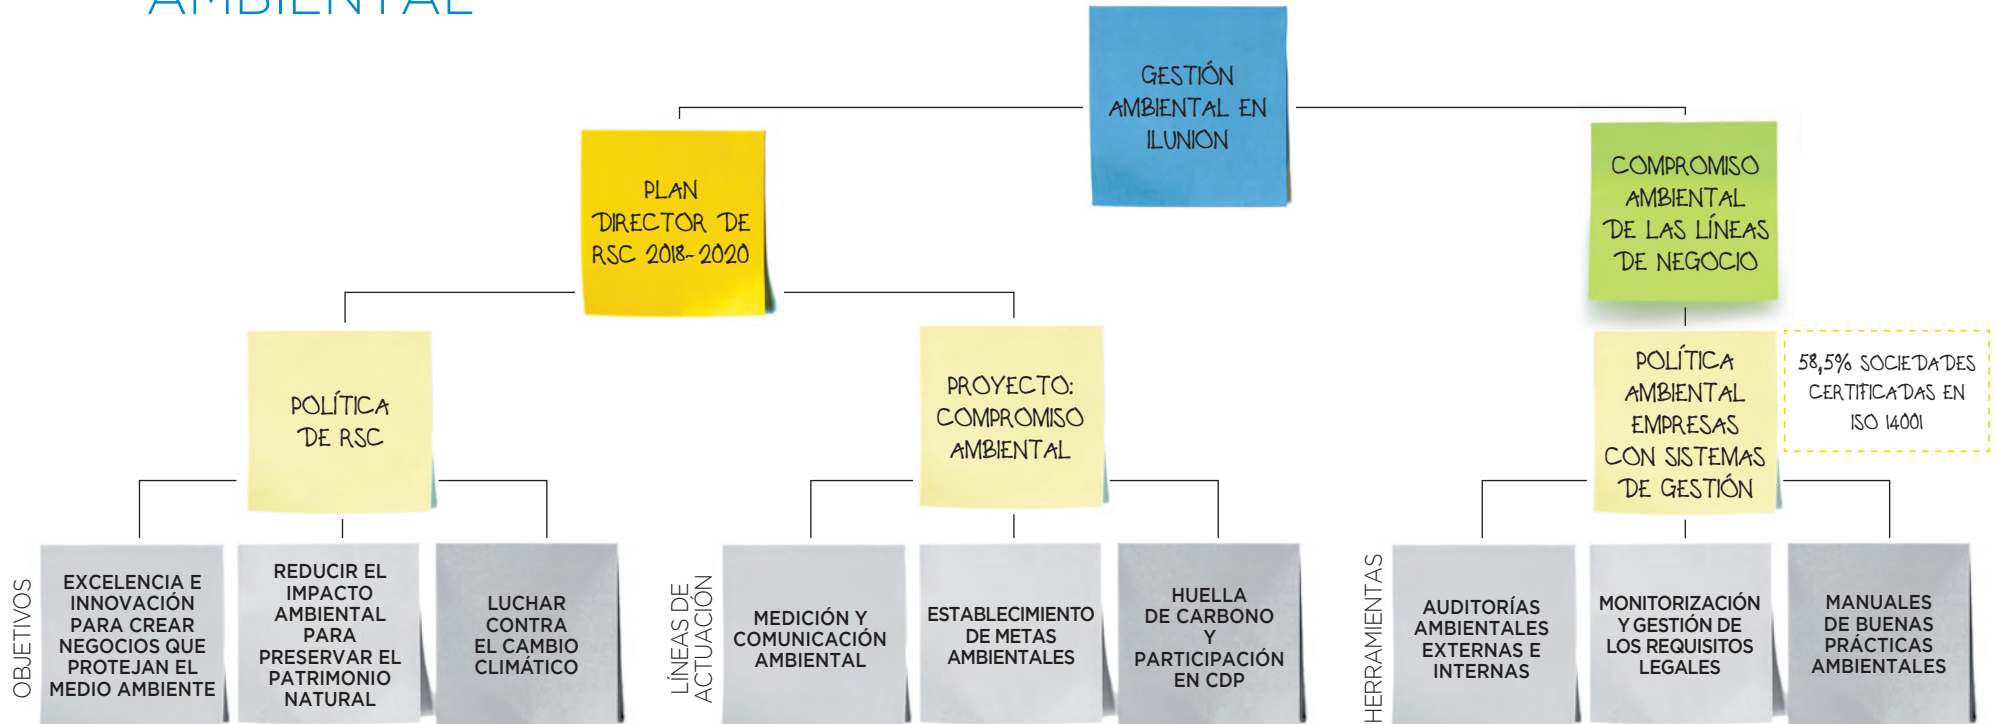 AMBIENTAL
GESTIÓN
AMBIENTAL EN
ILUNION
PLAN
DIRECTOR DE
RSC 2018-2020
COMPROMISO
AMBIENTAL
DE LAS LÍNEAS
DE NEGOCIO
POLÍTICA
DE RSC
PROYECTO:
COMPROMISO
AMBIENTAL
POLÍTICA
AMBIENTAL
EMPRESAS
CON SISTEMAS
DE GESTIÓN
58,5% SOCIEDADES
CERTIFICADAS EN
ISO 14001
OBJETIVOS
EXCELENCIA E
INNOVACIÓN
PARA CREAR
NEGOCIOS QUE
PROTEJAN EL
MEDIO AMBIENTE
REDUCIR EL
IMPACTO
AMBIENTAL
PARA
PRESERVAR EL
PATRIMONIO
NATURAL
LUCHAR
CONTRA
EL CAMBIO
CLIMÁTICO
LÍNEAS DE
ACTUACIÓN
MEDICIÓN Y
COMUNICACIÓN
AMBIENTAL
ESTABLECIMIENTO
DE METAS
AMBIENTALES
HUELLA
DE CARBONO
Y
PARTICIPACIÓN
EN CDP
HERRAMIENTAS
AUDITORÍAS
AMBIENTALES
EXTERNAS E
INTERNAS
MONITORIZACIÓN
Y GESTIÓN DE
LOS REQUISITOS
LEGALES
MANUALES
DE BUENAS
PRÁCTICAS
AMBIENTALES